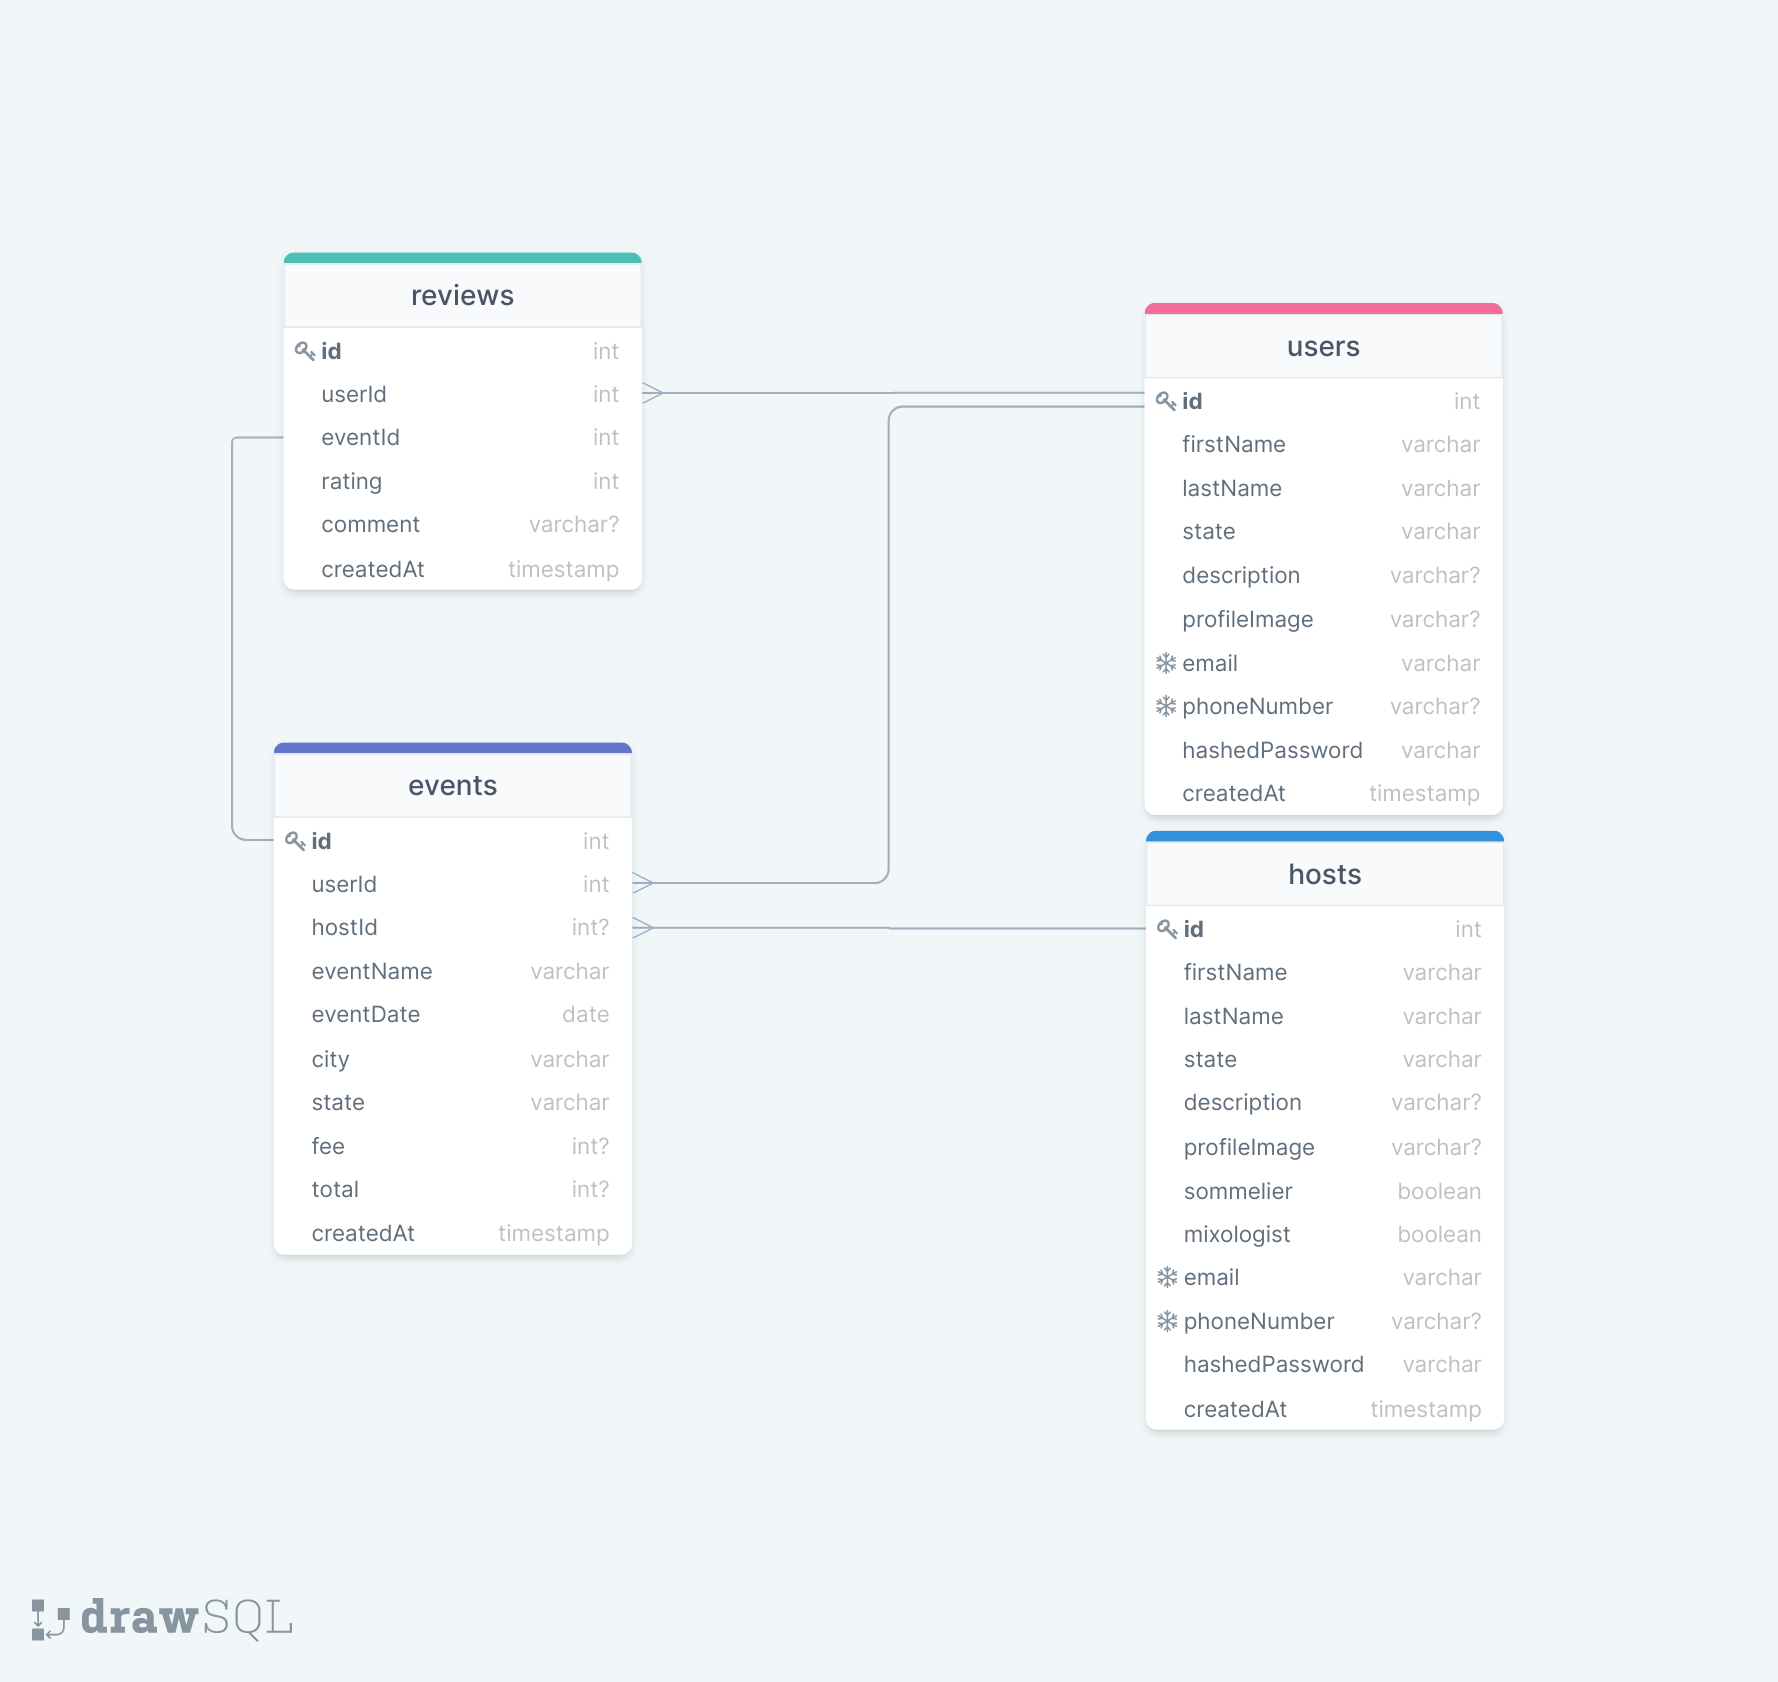 reviews
id int
userId int
eventId int
rating int
comment varchar?
createdAt timestamp
users
id int
firstName varchar
lastName varchar
state varchar
description varchar?
profileImage varchar?
email varchar
phoneNumber varchar?
hashedPassword varchar
createdAt timestamp
events
id int
userId int
hostId int?
eventName varchar
eventDate date
city varchar
state varchar
fee int?
total int?
createdAt timestamp
hosts
id int
firstName varchar
lastName varchar
state varchar
description varchar?
profileImage varchar?
sommelier boolean
mixologist boolean
email varchar
phoneNumber varchar?
hashedPassword varchar
createdAt timestamp
drawSQL